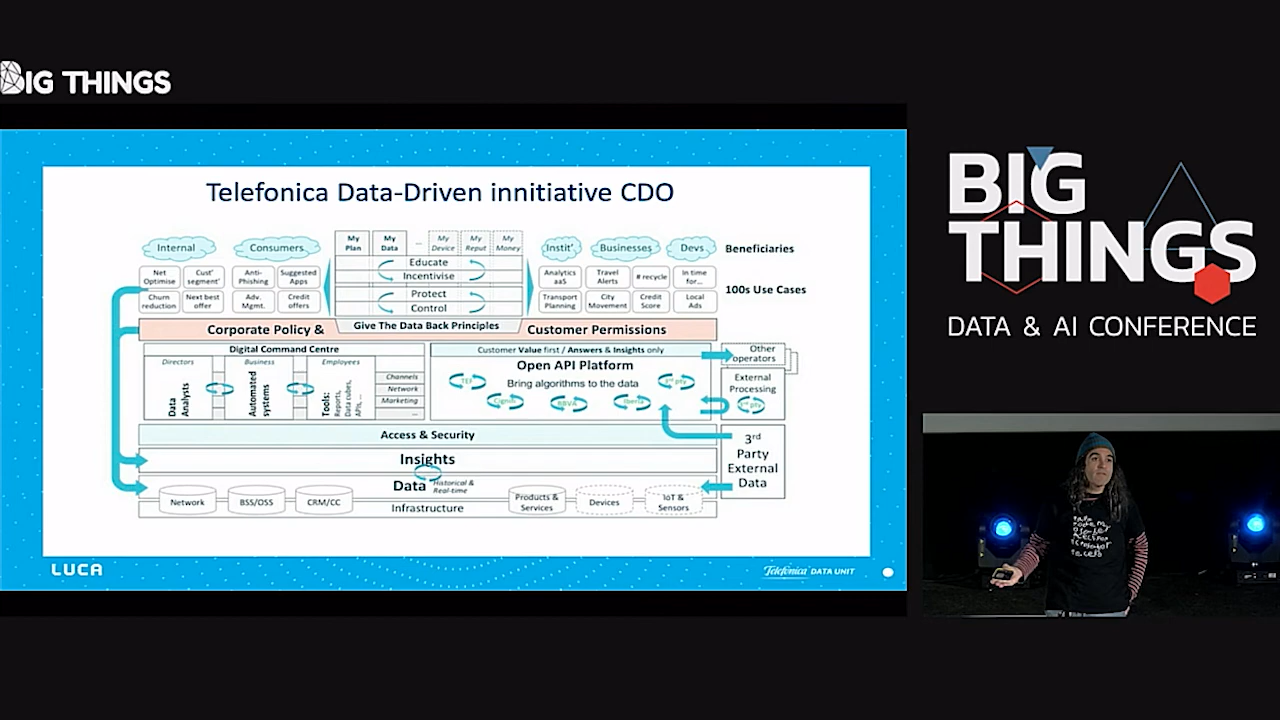 BIG THINGS
Telefonica Data-Driven innitiative CDO
Internal
Consumers
My Plan
My Data
...
My Device
My Reput
My Money
Instit'
Businesses
Devs
Beneficiaries
Educate
Incentivise
Protect
Control
Net Optimise
Cust' segment'
Anti-Phishing
Suggested Apps
Analytics aaS
Travel Alerts
# recycle
In time for...
100s Use Cases
Churn reduction
Next best offer
Adv. Mgmt.
Credit offers
Transport Planning
City Movement
Credit Score
Local Ads
Corporate Policy &
Give The Data Back Principles
Customer Permissions
Digital Command Centre
Directors
Business
Employees
Data Analysts
Automated systems
Tools:
Reports,
Data cubes,
APIs, ...
Channels
Network
Marketing
...
Customer Value first / Answers & Insights only
Open API Platform
Bring algorithms to the data
TEF
3rd pty
Cignifi
BBVA
Iberia
Other operators
External Processing
3rd pty
Access & Security
Insights
Data Historical & Real-time
3rd Party External Data
Network
BSS/OSS
CRM/CC
Products & Services
Devices
IoT & Sensors
Infrastructure
LUCA
Telefónica DATA UNIT
BIG
THINGS
DATA & AI CONFERENCE